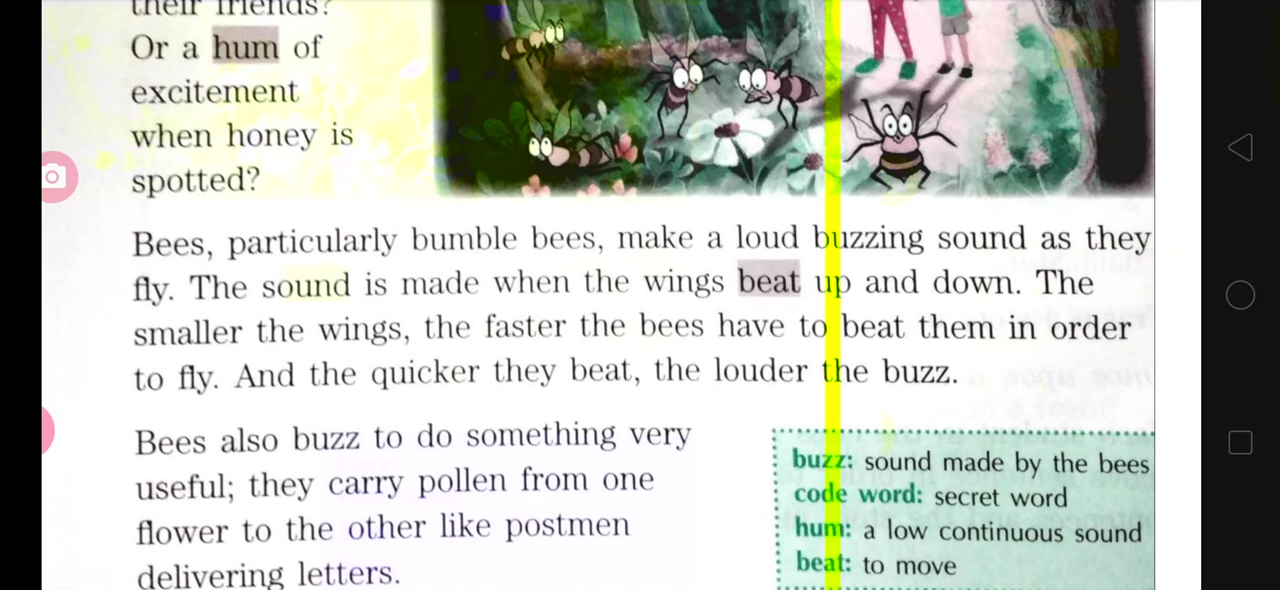 their friends?
Or a hum of
excitement
when honey is
spotted?
Bees, particularly bumble bees, make a loud buzzing sound as they
fly. The sound is made when the wings beat up and down. The
smaller the wings, the faster the bees have to beat them in order
to fly. And the quicker they beat, the louder the buzz.
Bees also buzz to do something very
useful; they carry pollen from one
flower to the other like postmen
delivering letters.
buzz: sound made by the bees
code word: secret word
hum: a low continuous sound
beat: to move